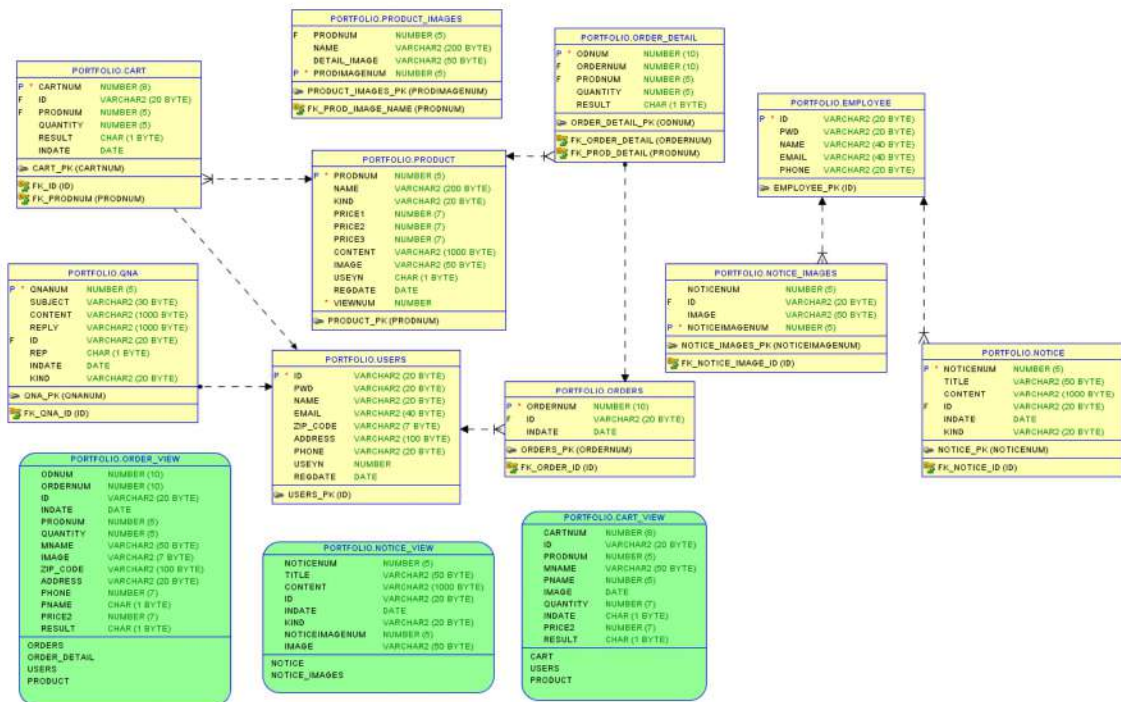 PORTFOLIO.PRODUCT_IMAGES
F PRODNUM NUMBER (5)
NAME VARCHAR2 (200 BYTE)
DETAIL_IMAGE VARCHAR2 (50 BYTE)
P * PRODIMAGENUM NUMBER (5)
PRODUCT_IMAGES_PK (PRODIMAGENUM)
FK_PROD_IMAGE_NAME (PRODNUM)
PORTFOLIO.ORDER_DETAIL
P * ODNUM NUMBER (10)
F ORDERNUM NUMBER (10)
F PRODNUM NUMBER (5)
QUANTITY NUMBER (5)
RESULT CHAR (1 BYTE)
ORDER_DETAIL_PK (ODNUM)
FK_ORDER_DETAIL (ORDERNUM)
FK_PROD_DETAIL (PRODNUM)
PORTFOLIO.CART
P * CARTNUM NUMBER (8)
F ID VARCHAR2 (20 BYTE)
F PRODNUM NUMBER (5)
QUANTITY NUMBER (5)
RESULT CHAR (1 BYTE)
INDATE DATE
CART_PK (CARTNUM)
FK_ID (ID)
FK_PRODNUM (PRODNUM)
PORTFOLIO.EMPLOYEE
P * ID VARCHAR2 (20 BYTE)
PWD VARCHAR2 (20 BYTE)
NAME VARCHAR2 (40 BYTE)
EMAIL VARCHAR2 (40 BYTE)
PHONE VARCHAR2 (20 BYTE)
EMPLOYEE_PK (ID)
PORTFOLIO.PRODUCT
P * PRODNUM NUMBER (5)
NAME VARCHAR2 (200 BYTE)
KIND VARCHAR2 (20 BYTE)
PRICE1 NUMBER (7)
PRICE2 NUMBER (7)
PRICE3 NUMBER (7)
CONTENT VARCHAR2 (1000 BYTE)
IMAGE VARCHAR2 (50 BYTE)
USEYN CHAR (1 BYTE)
REGDATE DATE
* VIEWNUM NUMBER
PRODUCT_PK (PRODNUM)
PORTFOLIO.QNA
P * QNANUM NUMBER (5)
SUBJECT VARCHAR2 (30 BYTE)
CONTENT VARCHAR2 (1000 BYTE)
REPLY VARCHAR2 (1000 BYTE)
F ID VARCHAR2 (20 BYTE)
REP CHAR (1 BYTE)
INDATE DATE
KIND VARCHAR2 (20 BYTE)
QNA_PK (QNANUM)
FK_QNA_ID (ID)
PORTFOLIO.NOTICE_IMAGES
NOTICENUM NUMBER (5)
F ID VARCHAR2 (20 BYTE)
IMAGE VARCHAR2 (50 BYTE)
P * NOTICEIMAGENUM NUMBER (5)
NOTICE_IMAGES_PK (NOTICEIMAGENUM)
FK_NOTICE_IMAGE_ID (ID)
PORTFOLIO.NOTICE
P * NOTICENUM NUMBER (5)
TITLE VARCHAR2 (50 BYTE)
CONTENT VARCHAR2 (1000 BYTE)
F ID VARCHAR2 (20 BYTE)
INDATE DATE
KIND VARCHAR2 (20 BYTE)
NOTICE_PK (NOTICENUM)
FK_NOTICE_ID (ID)
PORTFOLIO.USERS
P * ID VARCHAR2 (20 BYTE)
PWD VARCHAR2 (20 BYTE)
NAME VARCHAR2 (20 BYTE)
EMAIL VARCHAR2 (40 BYTE)
ZIP_CODE VARCHAR2 (7 BYTE)
ADDRESS VARCHAR2 (100 BYTE)
PHONE VARCHAR2 (20 BYTE)
USEYN NUMBER
REGDATE DATE
USERS_PK (ID)
PORTFOLIO.ORDERS
P * ORDERNUM NUMBER (10)
F ID VARCHAR2 (20 BYTE)
INDATE DATE
ORDERS_PK (ORDERNUM)
FK_ORDER_ID (ID)
PORTFOLIO.ORDER_VIEW
ODNUM NUMBER (10)
ORDERNUM NUMBER (10)
ID VARCHAR2 (20 BYTE)
INDATE DATE
PRODNUM NUMBER (5)
QUANTITY NUMBER (5)
MNAME VARCHAR2 (50 BYTE)
IMAGE VARCHAR2 (7 BYTE)
ZIP_CODE VARCHAR2 (100 BYTE)
ADDRESS VARCHAR2 (20 BYTE)
PHONE NUMBER (7)
PNAME CHAR (1 BYTE)
PRICE2 NUMBER (7)
RESULT CHAR (1 BYTE)
ORDERS
ORDER_DETAIL
USERS
PRODUCT
PORTFOLIO.NOTICE_VIEW
NOTICENUM NUMBER (5)
TITLE VARCHAR2 (50 BYTE)
CONTENT VARCHAR2 (1000 BYTE)
ID VARCHAR2 (20 BYTE)
INDATE DATE
KIND VARCHAR2 (20 BYTE)
NOTICEIMAGENUM NUMBER (5)
IMAGE VARCHAR2 (50 BYTE)
NOTICE
NOTICE_IMAGES
PORTFOLIO.CART_VIEW
CARTNUM NUMBER (8)
ID VARCHAR2 (20 BYTE)
PRODNUM NUMBER (5)
MNAME VARCHAR2 (50 BYTE)
PNAME NUMBER (5)
IMAGE DATE
QUANTITY NUMBER (7)
INDATE CHAR (1 BYTE)
PRICE2 NUMBER (7)
RESULT CHAR (1 BYTE)
CART
USERS
PRODUCT